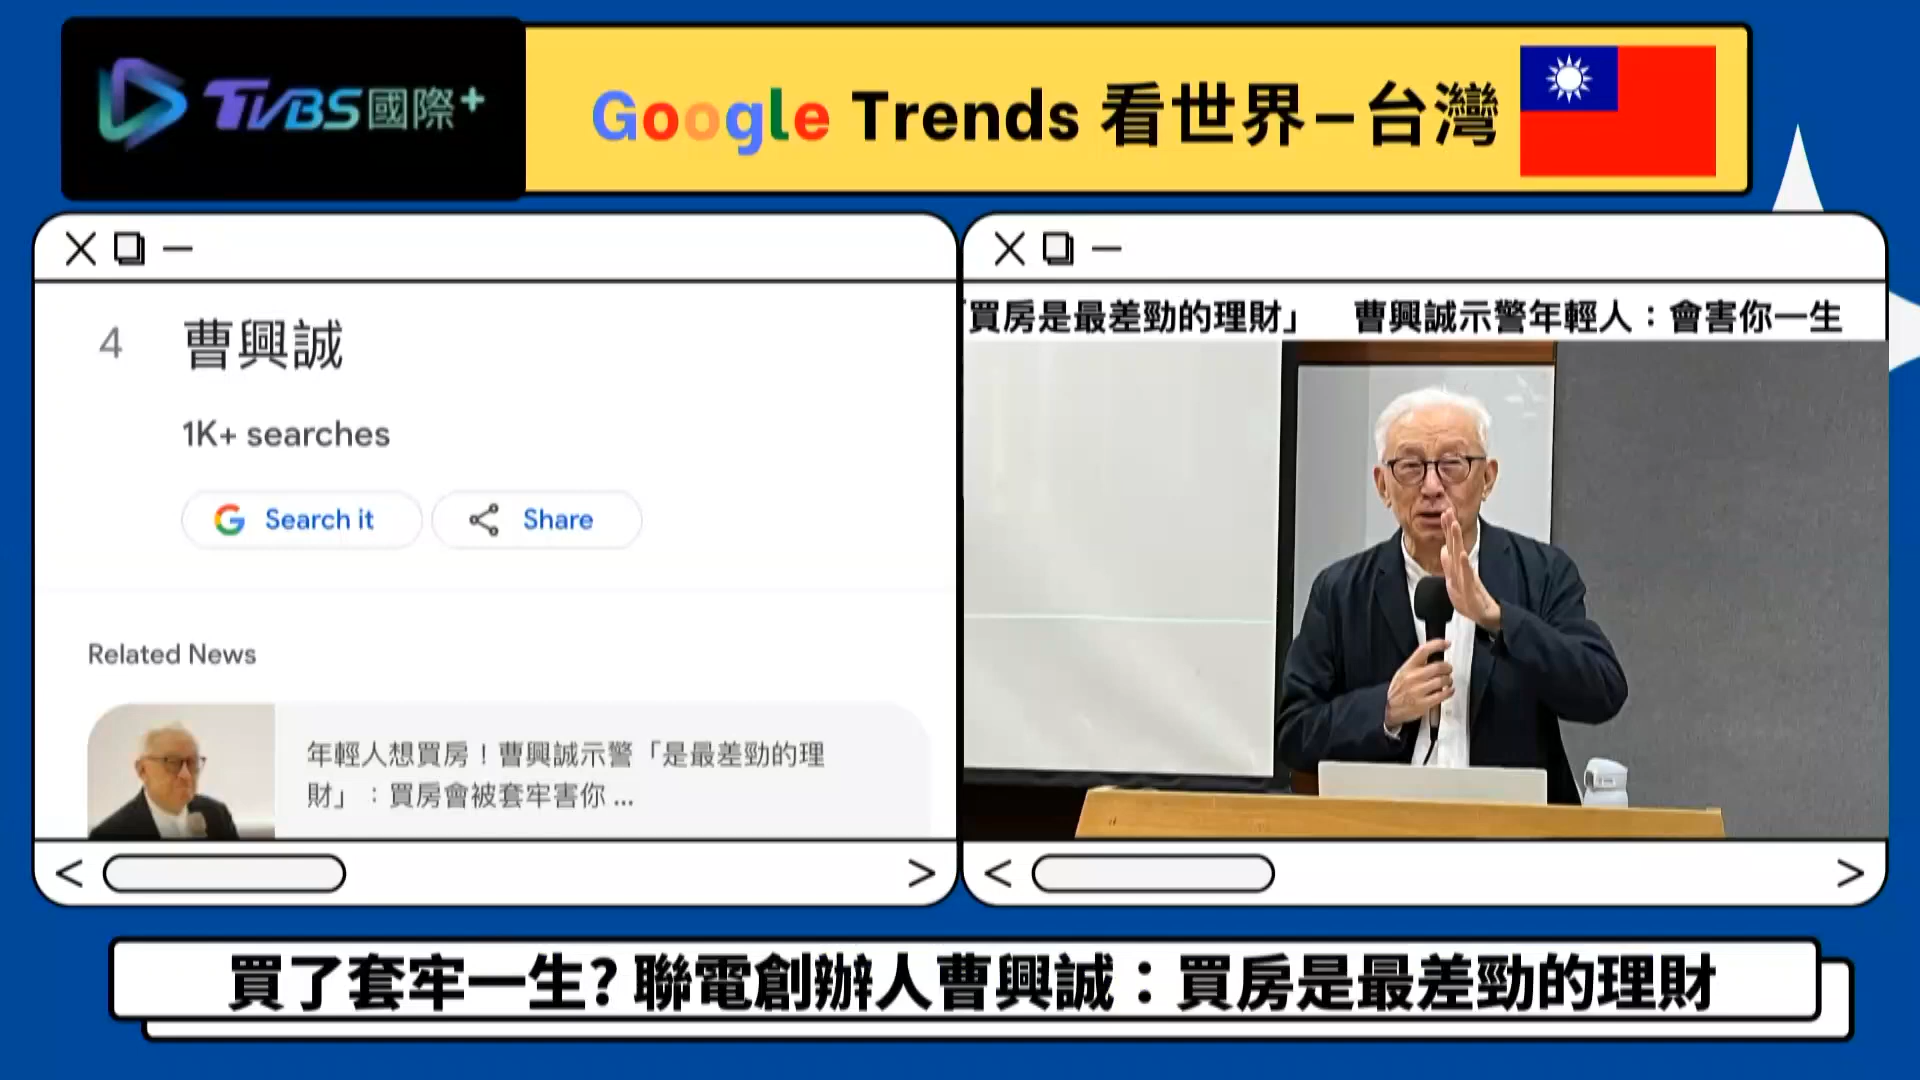 TVBS國際+
Google Trends 看世界－台灣
4
曹興誠
1K+ searches
Search it
Share
Related News
年輕人想買房！曹興誠示警「是最差勁的理
財」：買房會被套牢害你 ...
「買房是最差勁的理財」 曹興誠示警年輕人：會害你一生
買了套牢一生? 聯電創辦人曹興誠：買房是最差勁的理財